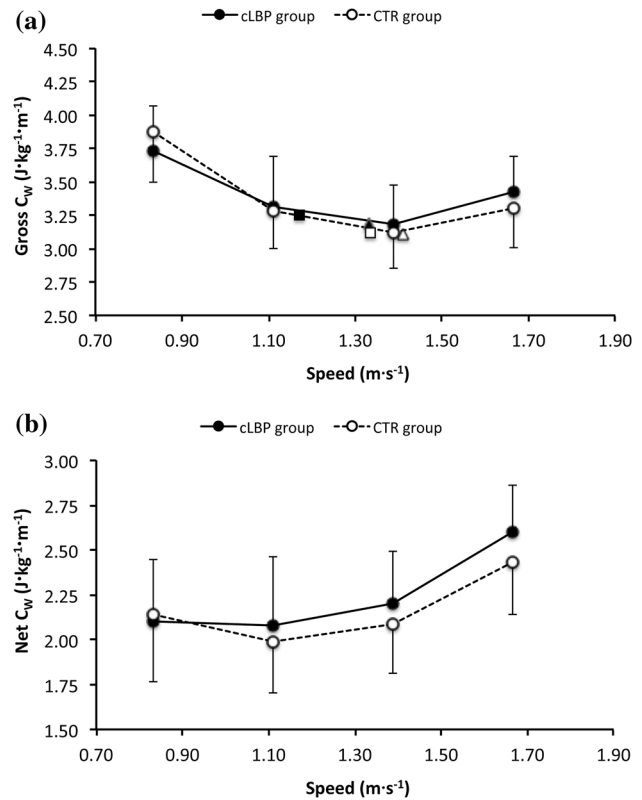 (a)
cLBP group CTR group
4.50
4.00
3.75
3.50
3.25
3.00
2.75
2.50
Gross C_W (J·kg⁻¹·m⁻¹)
0.70 0.90 1.10 1.30 1.50 1.70 1.90
Speed (m·s⁻¹)
(b)
cLBP group CTR group
3.00
2.75
2.50
2.25
2.00
1.75
1.50
Net C_W (J·kg⁻¹·m⁻¹)
0.70 0.90 1.10 1.30 1.50 1.70 1.90
Speed (m·s⁻¹)